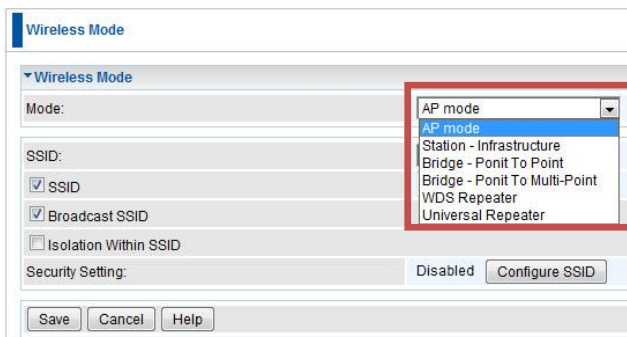 Wireless Mode
Wireless Mode
Mode:
AP mode
AP mode
Station - Infrastructure
Bridge - Ponit To Point
Bridge - Ponit To Multi-Point
WDS Repeater
Universal Repeater
SSID:
SSID
Broadcast SSID
Isolation Within SSID
Security Setting:
Disabled
Configure SSID
Save
Cancel
Help